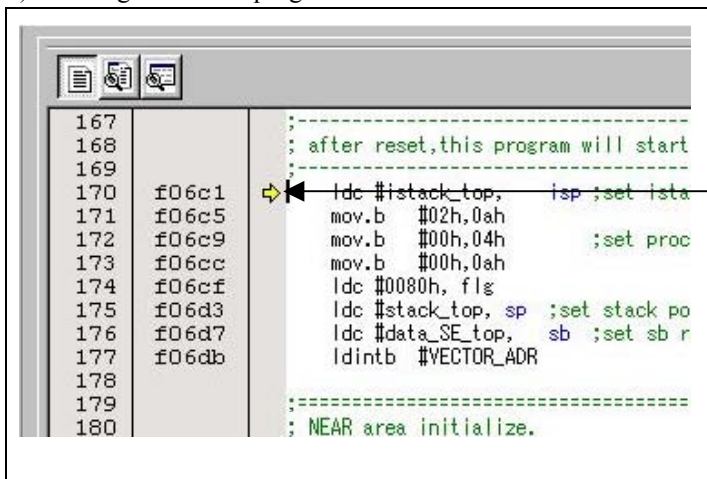 167 ;----------------------------------------
168 ; after reset,this program will start
169 ;----------------------------------------
170 f06c1 ldc #istack_top, isp ;set ista
171 f06c5 mov.b #02h,0ah
172 f06c9 mov.b #00h,04h ;set proc
173 f06cc mov.b #00h,0ah
174 f06cf ldc #0080h, flg
175 f06d3 ldc #stack_top, sp ;set stack po
176 f06d7 ldc #data_SE_top, sb ;set sb r
177 f06db ldintb #VECTOR_ADR
178
179 ;========================================
180 ; NEAR area initialize.